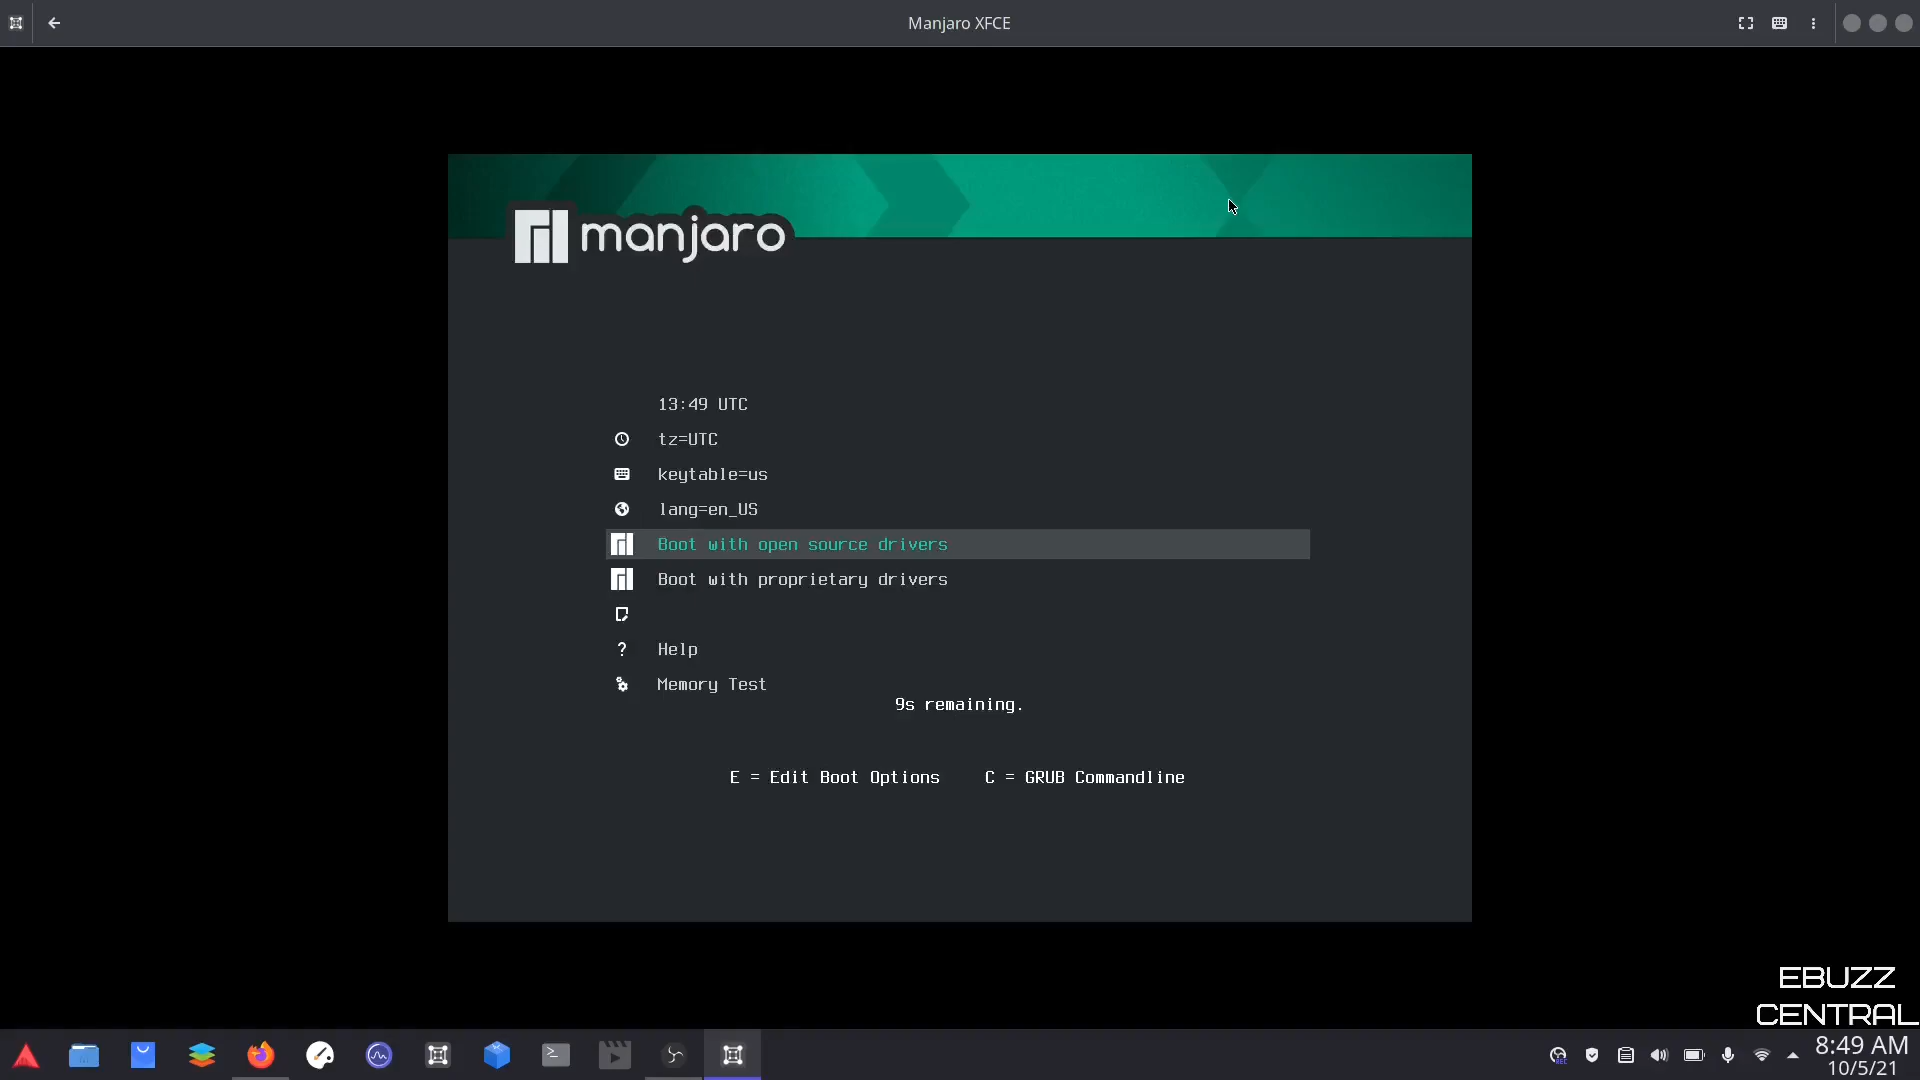 Manjaro XFCE
manjaro
13:49 UTC
tz=UTC
keytable=us
lang=en_US
Boot with open source drivers
Boot with proprietary drivers
? Help
Memory Test
9s remaining.
E = Edit Boot Options C = GRUB Commandline
EBUZZ
CENTRAL
8:49 AM
10/5/21